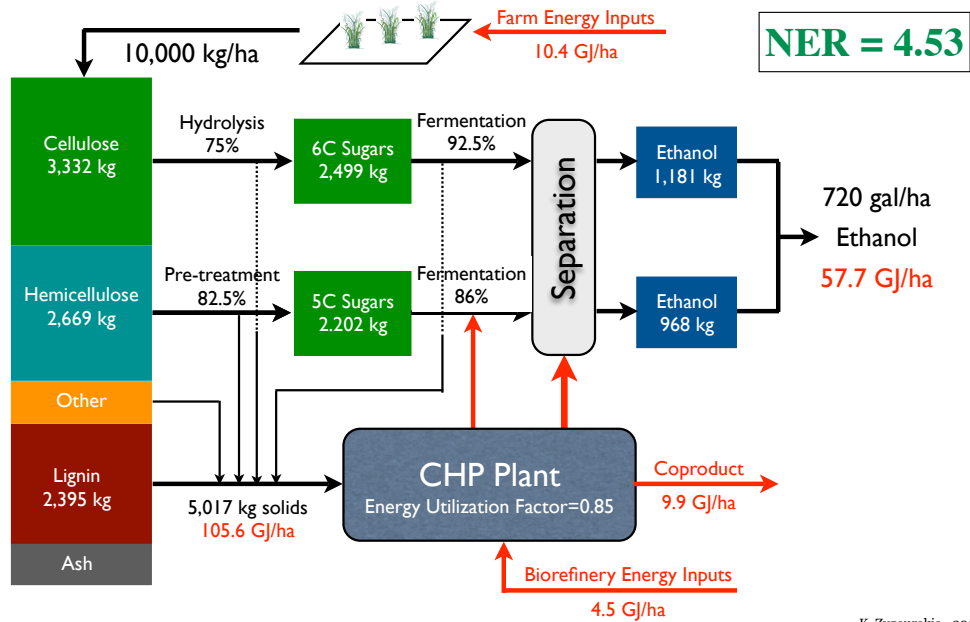 Farm Energy Inputs
10.4 GJ/ha
NER = 4.53
10,000 kg/ha
Cellulose
3,332 kg
Hydrolysis
75%
6C Sugars
2,499 kg
Fermentation
92.5%
Separation
Ethanol
1,181 kg
720 gal/ha
Ethanol
57.7 GJ/ha
Hemicellulose
2,669 kg
Pre-treatment
82.5%
5C Sugars
2.202 kg
Fermentation
86%
Ethanol
968 kg
Other
Lignin
2,395 kg
5,017 kg solids
105.6 GJ/ha
CHP Plant
Energy Utilization Factor=0.85
Coproduct
9.9 GJ/ha
Ash
Biorefinery Energy Inputs
4.5 GJ/ha